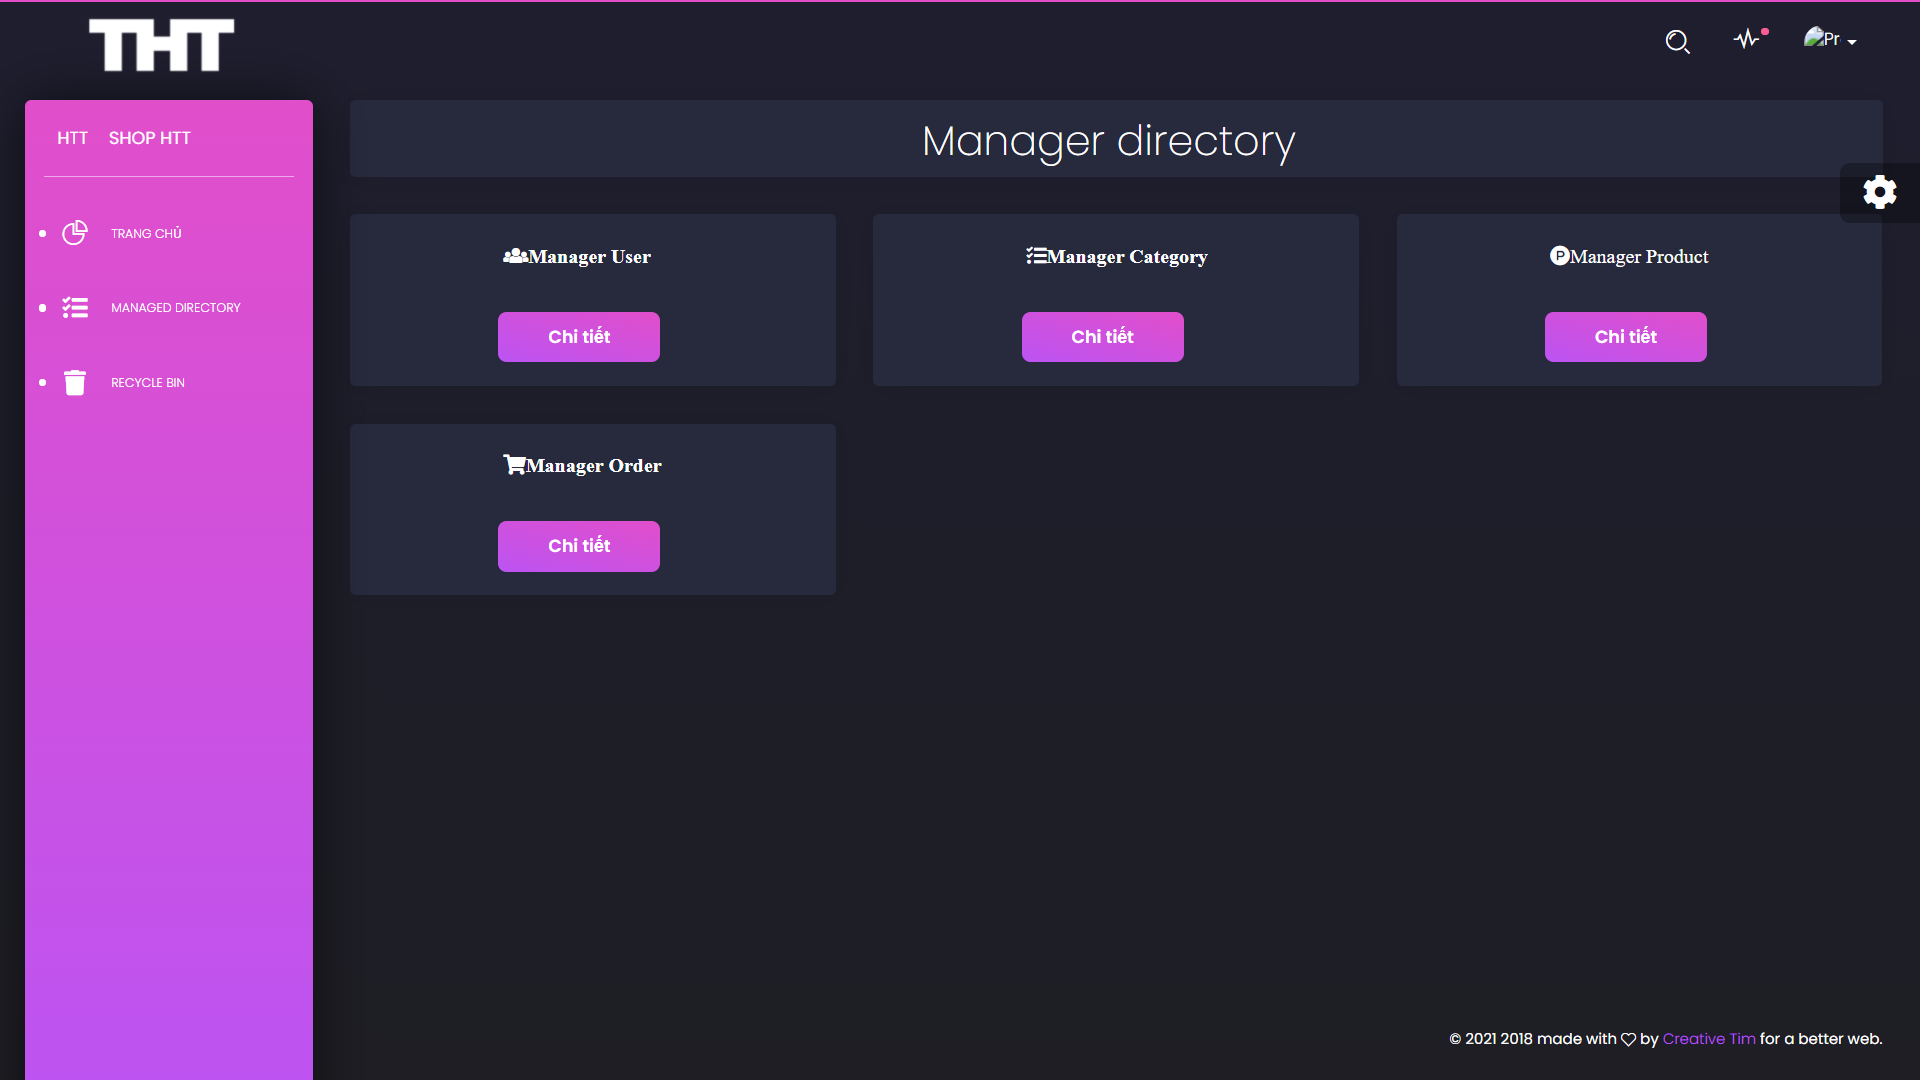 THT
Pr
HTT SHOP HTT
Manager directory
TRANG CHỦ
MANAGED DIRECTORY
RECYCLE BIN
Manager User
Chi tiết
Manager Category
Chi tiết
Manager Product
Chi tiết
Manager Order
Chi tiết
© 2021 2018 made with by Creative Tim for a better web.